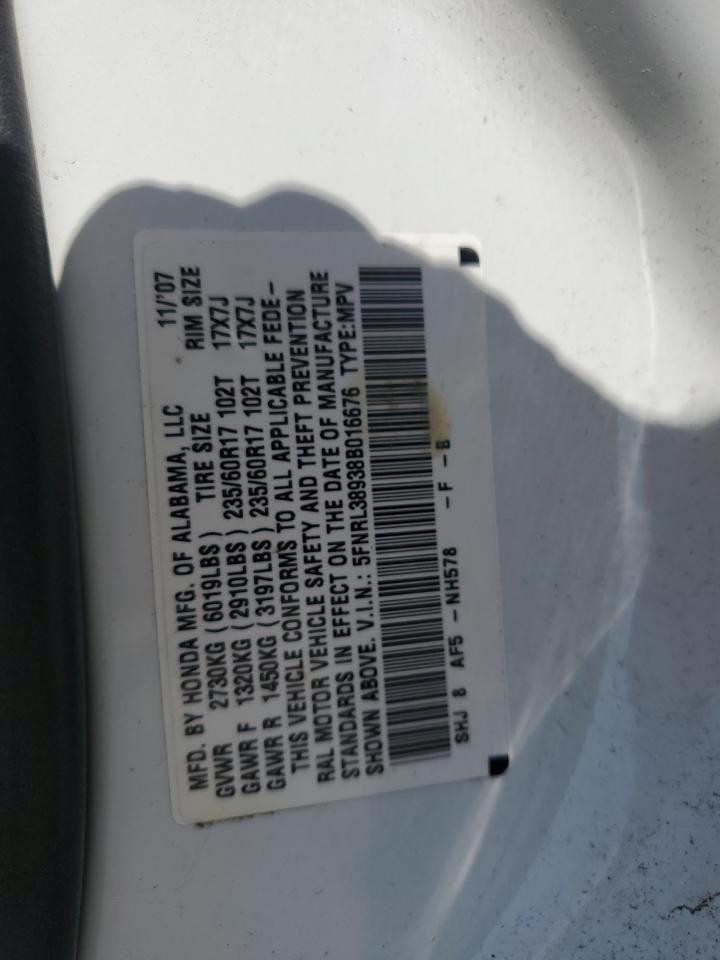 MFD. BY HONDA MFG. OF ALABAMA, LLC 11/'07
GVWR 2730KG (6019LBS) TIRE SIZE RIM SIZE
GAWR F 1320KG (2910LBS) 235/60R17 102T 17X7J
GAWR R 1450KG (3197LBS) 235/60R17 102T 17X7J
THIS VEHICLE CONFORMS TO ALL APPLICABLE FEDE-
RAL MOTOR VEHICLE SAFETY AND THEFT PREVENTION
STANDARDS IN EFFECT ON THE DATE OF MANUFACTURE
SHOWN ABOVE. V.I.N.: 5FNRL38938B016676 TYPE:MPV
SHJ 8 AF5 -NH578 -F -B